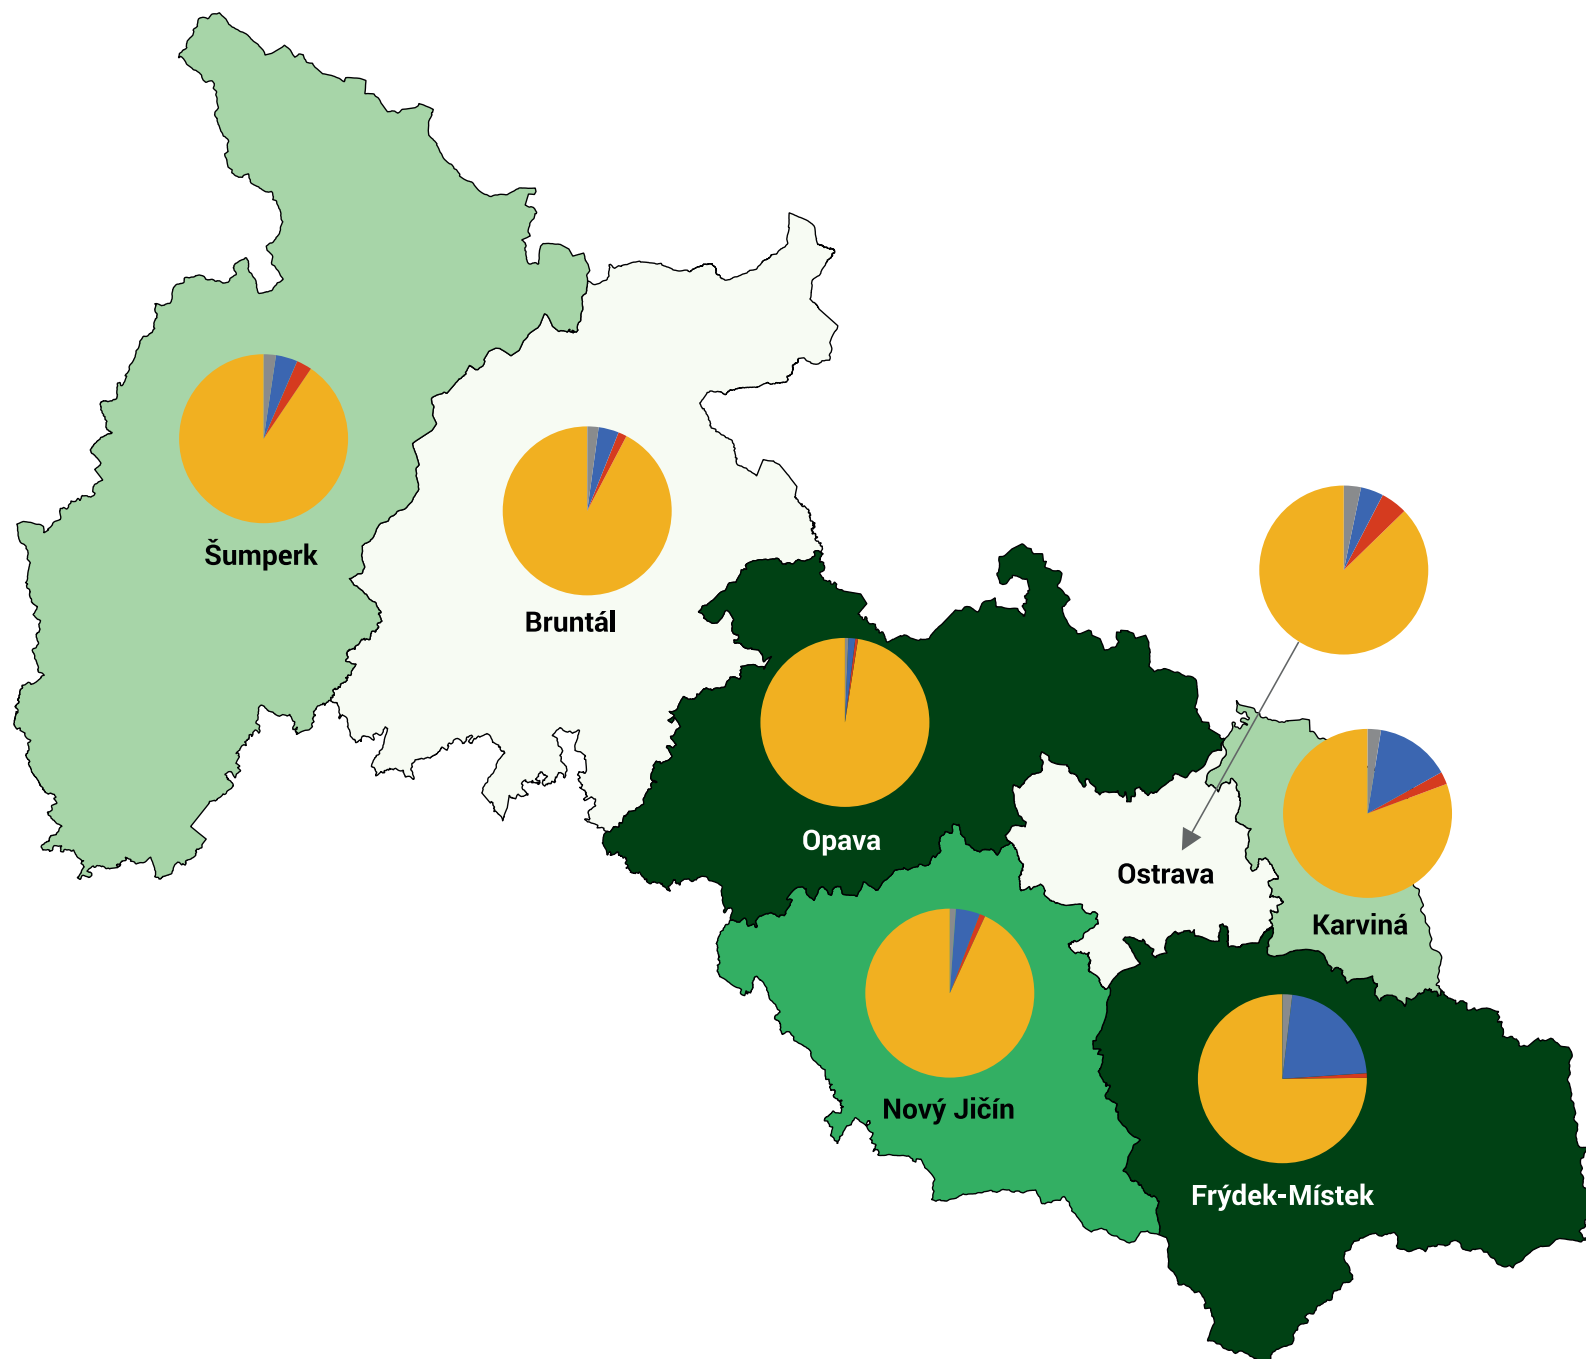 Šumperk
Bruntál
Opava
Ostrava
Karviná
Nový Jičín
Frýdek-Místek